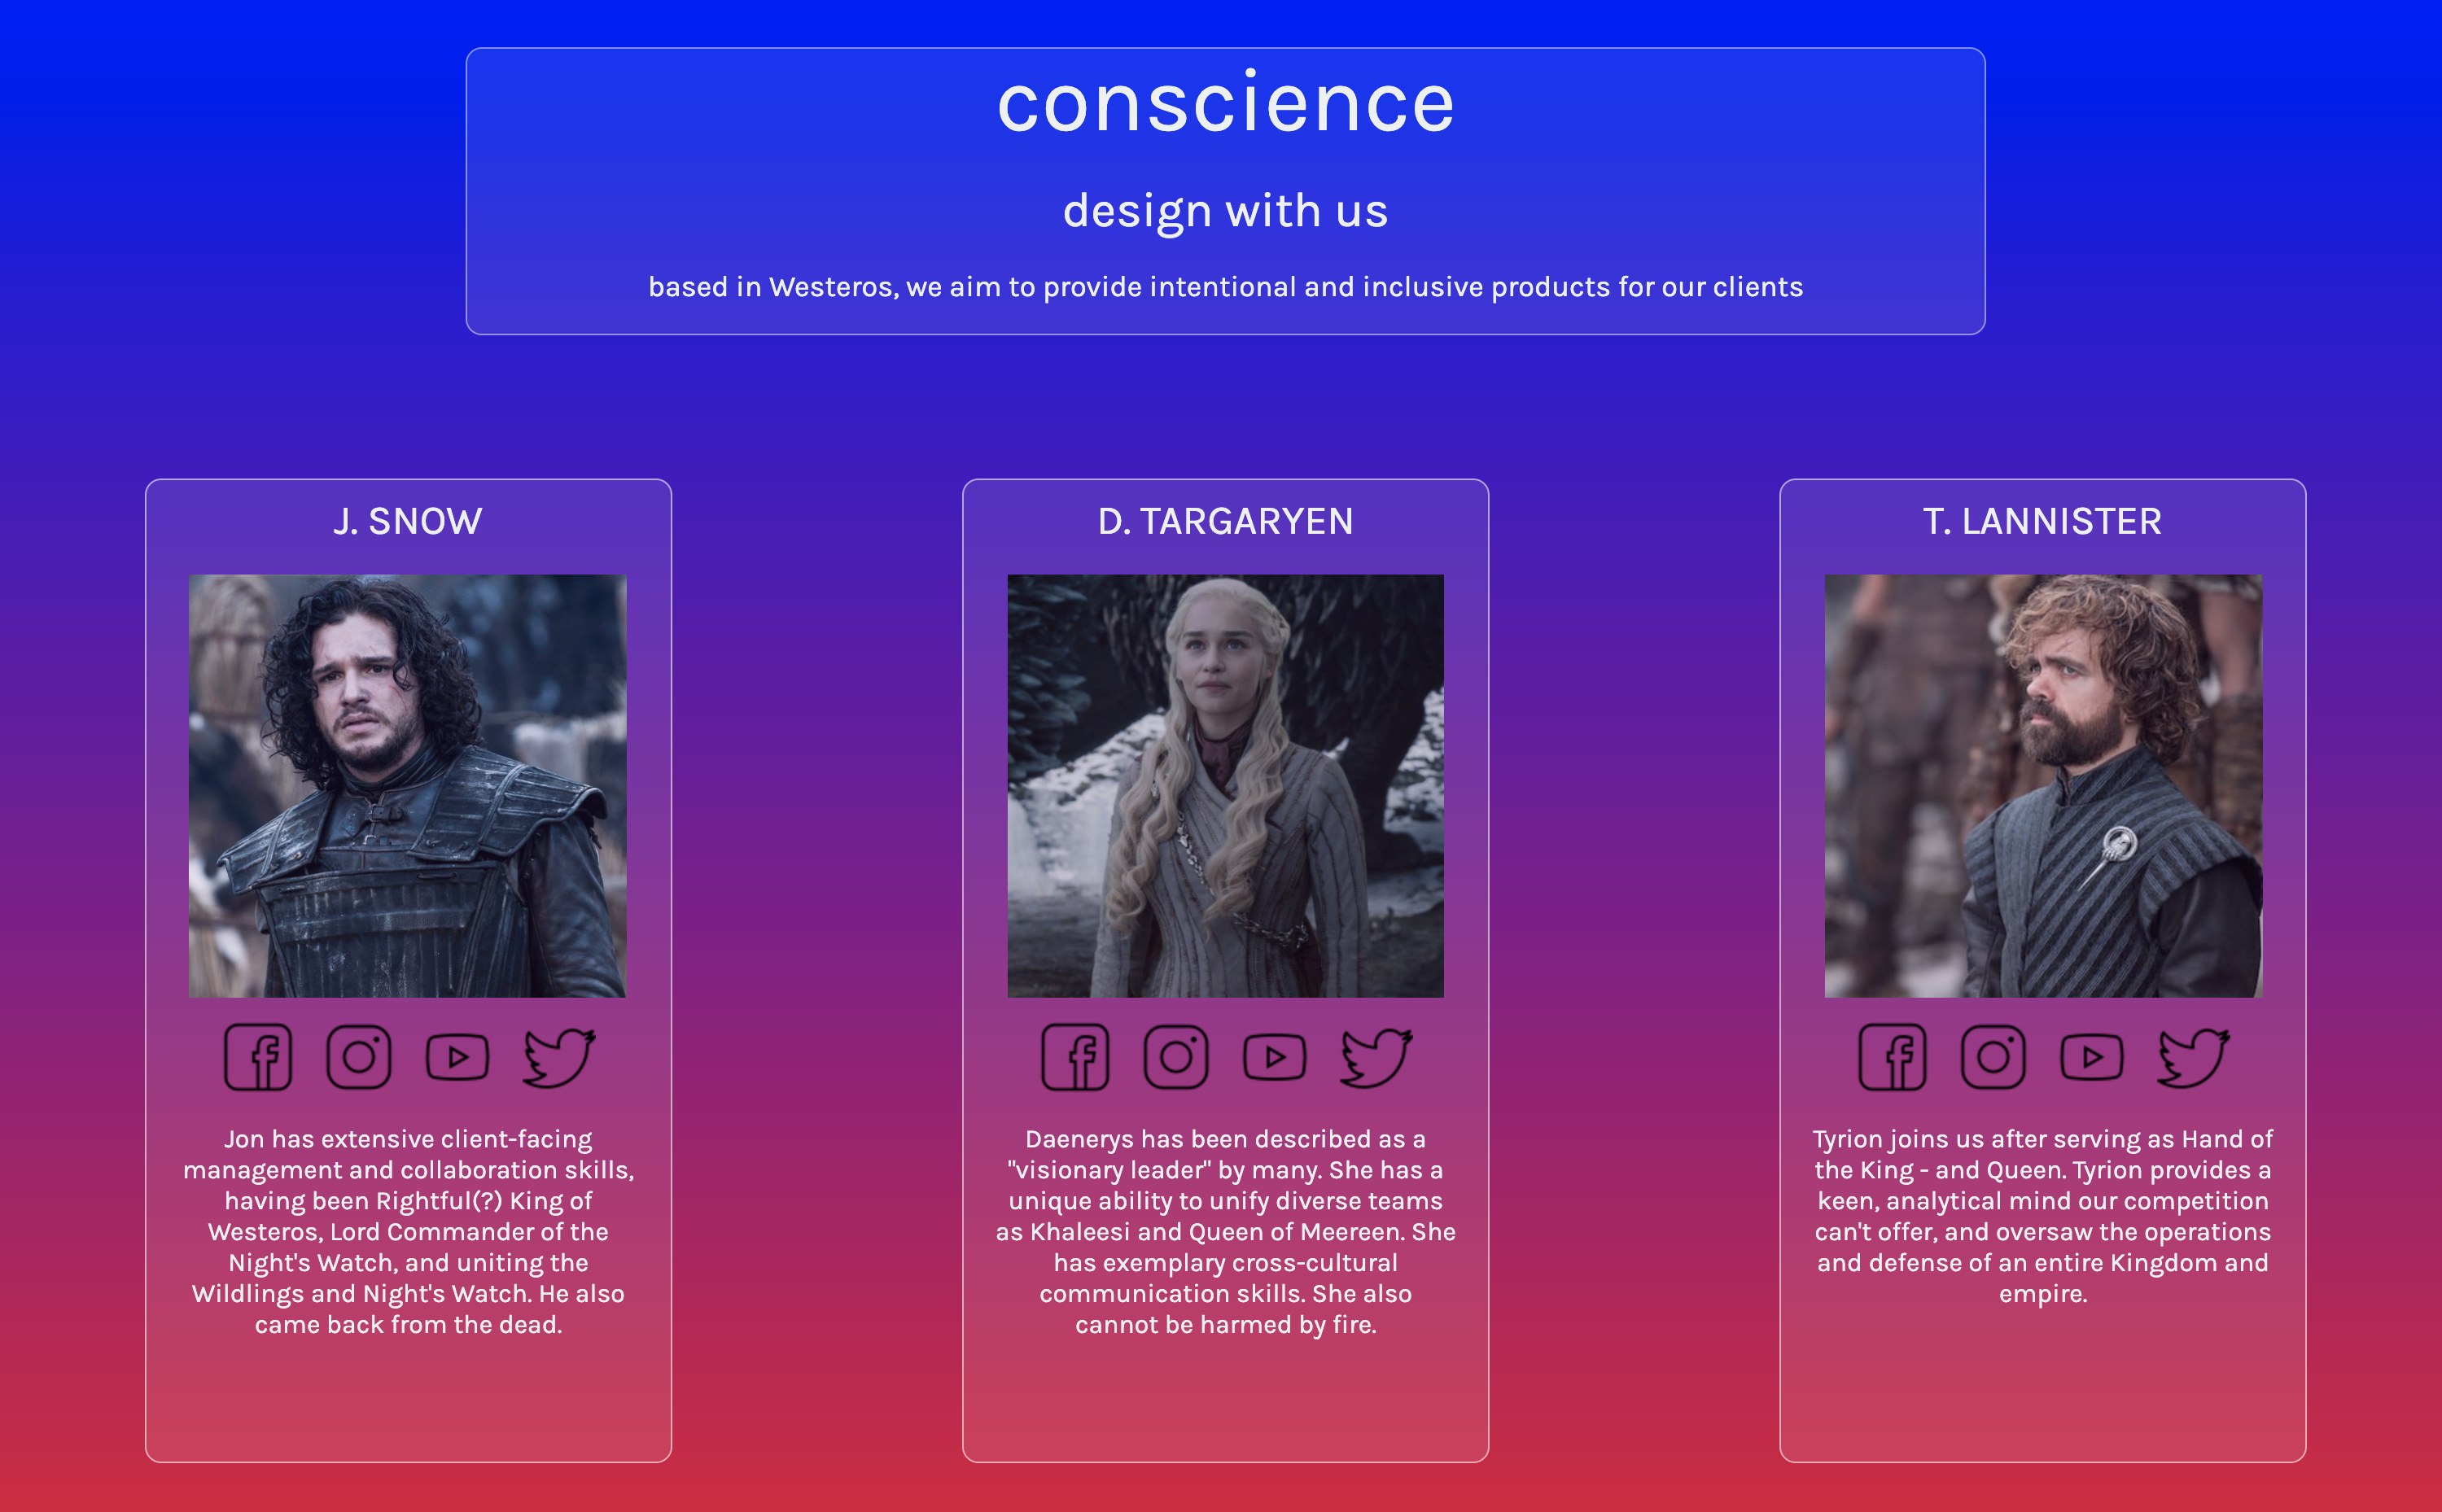 conscience
design with us
based in Westeros, we aim to provide intentional and inclusive products for our clients
J. SNOW
Jon has extensive client-facing
management and collaboration skills,
having been Rightful(?) King of
Westeros, Lord Commander of the
Night's Watch, and uniting the
Wildlings and Night's Watch. He also
came back from the dead.
D. TARGARYEN
Daenerys has been described as a
"visionary leader" by many. She has a
unique ability to unify diverse teams
as Khaleesi and Queen of Meereen. She
has exemplary cross-cultural
communication skills. She also
cannot be harmed by fire.
T. LANNISTER
Tyrion joins us after serving as Hand of
the King - and Queen. Tyrion provides a
keen, analytical mind our competition
can't offer, and oversaw the operations
and defense of an entire Kingdom and
empire.